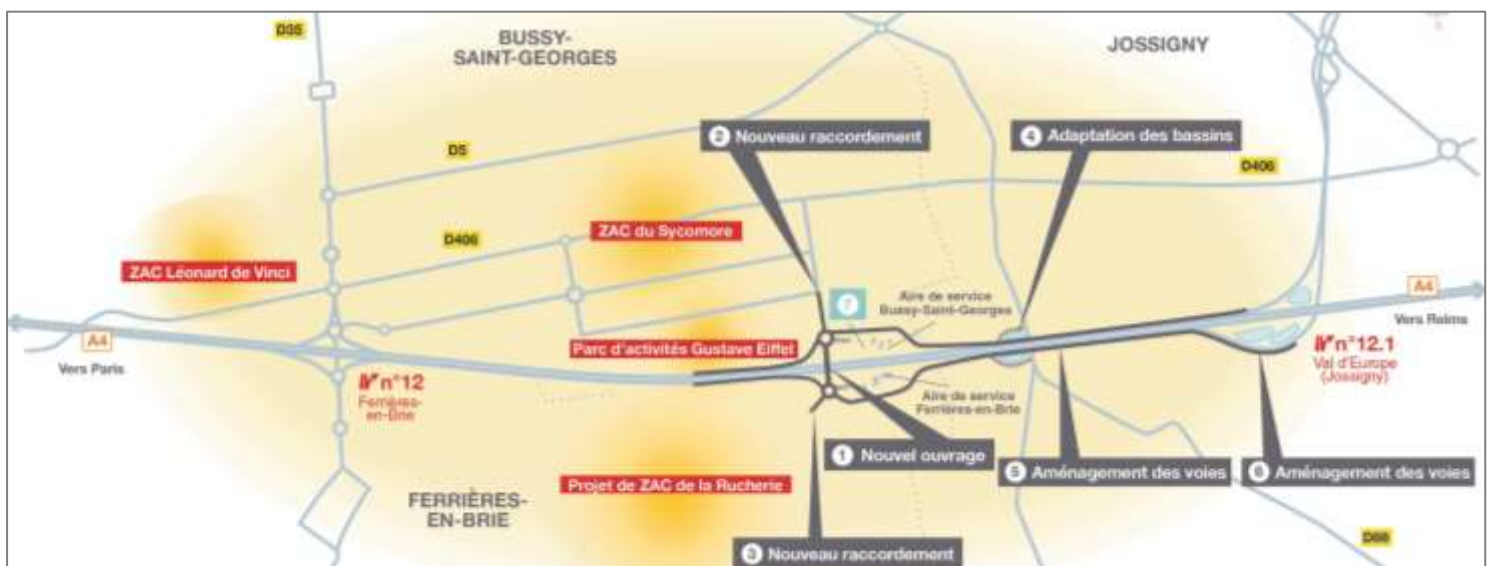 D35
BUSSY-
SAINT-GEORGES
JOSSIGNY
2 Nouveau raccordement
4 Adaptation des bassins
D5
D406
ZAC du Sycomore
D406
ZAC Léonard de Vinci
7
Aire de service
Bussy-Saint-Georges
A4
Vers Reims
A4
Vers Paris
Parc d'activités Gustave Eiffel
n°12
Ferrières-
en-Brie
n°12.1
Val d'Europe
(Jossigny)
Aire de service
Ferrières-en-Brie
1 Nouvel ouvrage
5 Aménagement des voies
6 Aménagement des voies
Projet de ZAC de la Rucherie
FERRIÈRES-
EN-BRIE
3 Nouveau raccordement